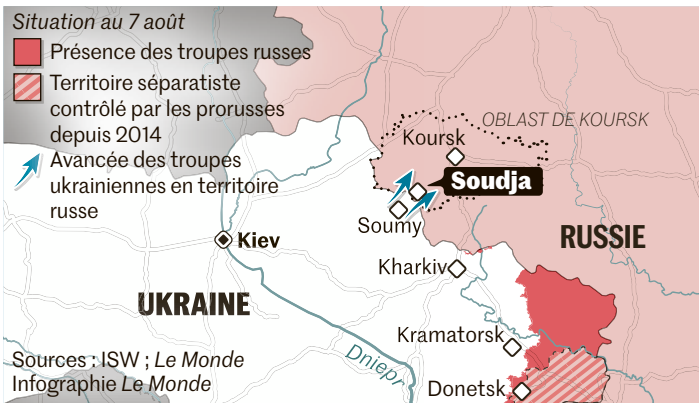 Situation au 7 août
Présence des troupes russes
Territoire séparatiste
contrôlé par les prorusses
depuis 2014
Avancée des troupes
ukrainiennes en territoire
russe
OBLAST DE KOURSK
Koursk
Soudja
Soumy
RUSSIE
Kiev
Kharkiv
UKRAINE
Kramatorsk
Dniepr
Donetsk
Sources : ISW ; Le Monde
Infographie Le Monde